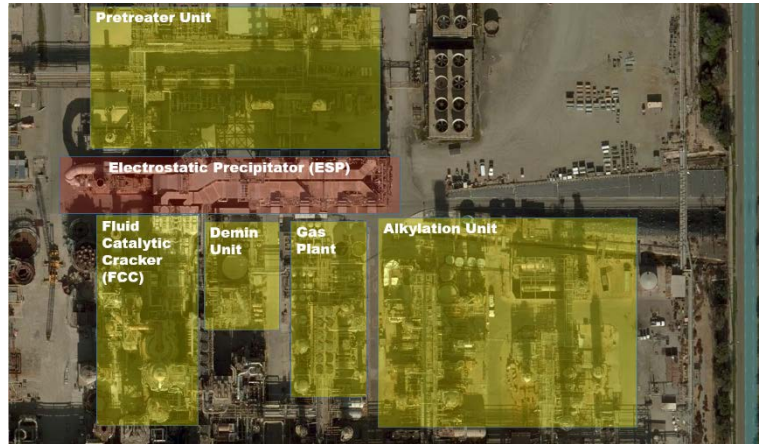 Pretreater Unit
Electrostatic Precipitator (ESP)
Fluid
Catalytic
Cracker
(FCC)
Demin
Unit
Gas
Plant
Alkylation Unit